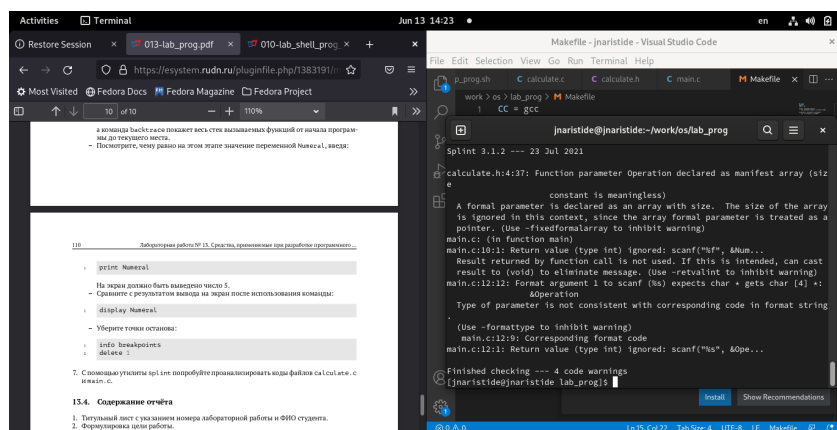 Activities Terminal Jun 13 14:23 en
Restore Session 013-lab_prog.pdf 010-lab_shell_prog_
https://esystem.rudn.ru/pluginfile.php/1383191/m
Most Visited Fedora Docs Fedora Magazine Fedora Project
10 of 10 110%
а команда backtrace покажет весь стек вызываемых функций от начала програм-
мы до текущего места.
– Посмотрите, чему равно на этом этапе значение переменной Numeral, введя:
110 Лабораторная работа № 13. Средства, применяемые при разработке программного ...
1 print Numeral
На экран должно быть выведено число 5.
– Сравните с результатом вывода на экран после использования команды:
1 display Numeral
– Уберите точки останова:
1 info breakpoints
2 delete 1
7. С помощью утилиты splint попробуйте проанализировать коды файлов calculate.c
и main.c.
13.4. Содержание отчёта
1. Титульный лист с указанием номера лабораторной работы и ФИО студента.
2. Формулировка цели работы.
Makefile - jnaristide - Visual Studio Code
File Edit Selection View Go Run Terminal Help
p_prog.sh C calculate.c C calculate.h C main.c M Makefile
work > os > lab_prog > M Makefile
1 CC = gcc
jnaristide@jnaristide:~/work/os/lab_prog
Splint 3.1.2 --- 23 Jul 2021
calculate.h:4:37: Function parameter Operation declared as manifest array (siz
e
constant is meaningless)
A formal parameter is declared as an array with size. The size of the array
is ignored in this context, since the array formal parameter is treated as a
pointer. (Use -fixedformalarray to inhibit warning)
main.c: (in function main)
main.c:10:1: Return value (type int) ignored: scanf("%f", &Num...
Result returned by function call is not used. If this is intended, can cast
result to (void) to eliminate message. (Use -retvalint to inhibit warning)
main.c:12:12: Format argument 1 to scanf (%s) expects char * gets char [4] *:
&Operation
Type of parameter is not consistent with corresponding code in format string
.
(Use -formattype to inhibit warning)
main.c:12:9: Corresponding format code
main.c:12:1: Return value (type int) ignored: scanf("%s", &Ope...
Finished checking --- 4 code warnings
[jnaristide@jnaristide lab_prog]$
Install Show Recommendations
0 0 Ln 15, Col 22 Tab Size: 4 UTF-8 LF Makefile